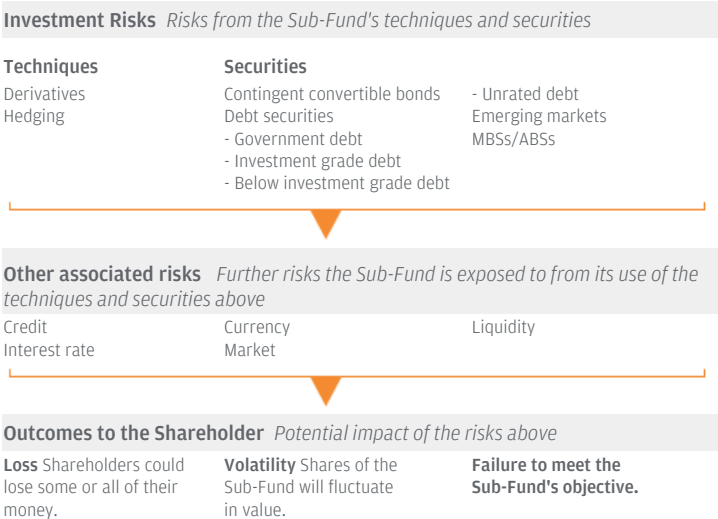 Investment Risks Risks from the Sub-Fund's techniques and securities
Techniques
Derivatives
Hedging
Securities
Contingent convertible bonds
Debt securities
- Government debt
- Investment grade debt
- Below investment grade debt
- Unrated debt
Emerging markets
MBSs/ABSs
Other associated risks Further risks the Sub-Fund is exposed to from its use of the
techniques and securities above
Credit
Interest rate
Currency
Market
Liquidity
Outcomes to the Shareholder Potential impact of the risks above
Loss Shareholders could
lose some or all of their
money.
Volatility Shares of the
Sub-Fund will fluctuate
in value.
Failure to meet the
Sub-Fund's objective.